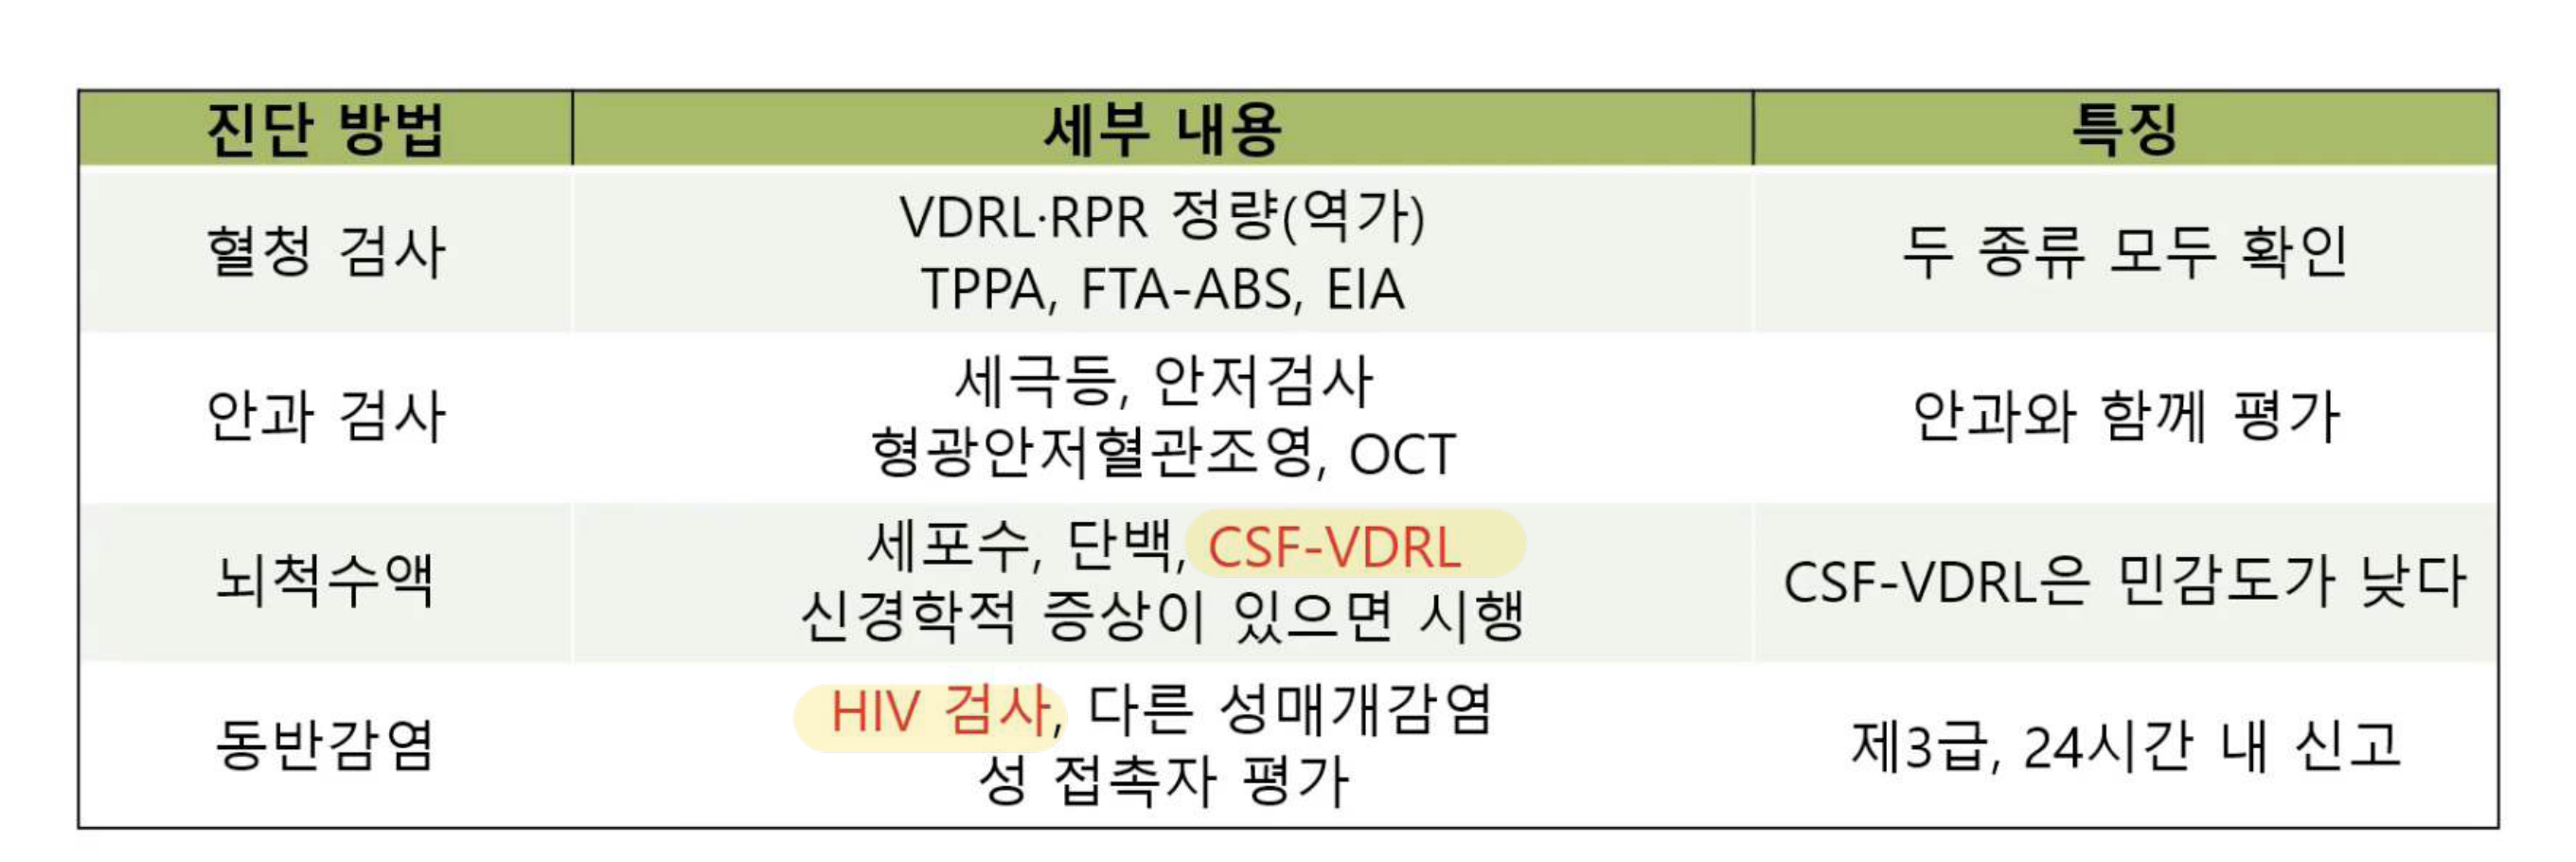 진단 방법 세부 내용 특징
혈청 검사
VDRL·RPR 정량(역가)
TPPA, FTA-ABS, EIA
두 종류 모두 확인
안과 검사
세극등, 안저검사
형광안저혈관조영, OCT
안과와 함께 평가
뇌척수액
세포수, 단백, CSF-VDRL
신경학적 증상이 있으면 시행
CSF-VDRL은 민감도가 낮다
동반감염
HIV 검사, 다른 성매개감염
성 접촉자 평가
제3급, 24시간 내 신고